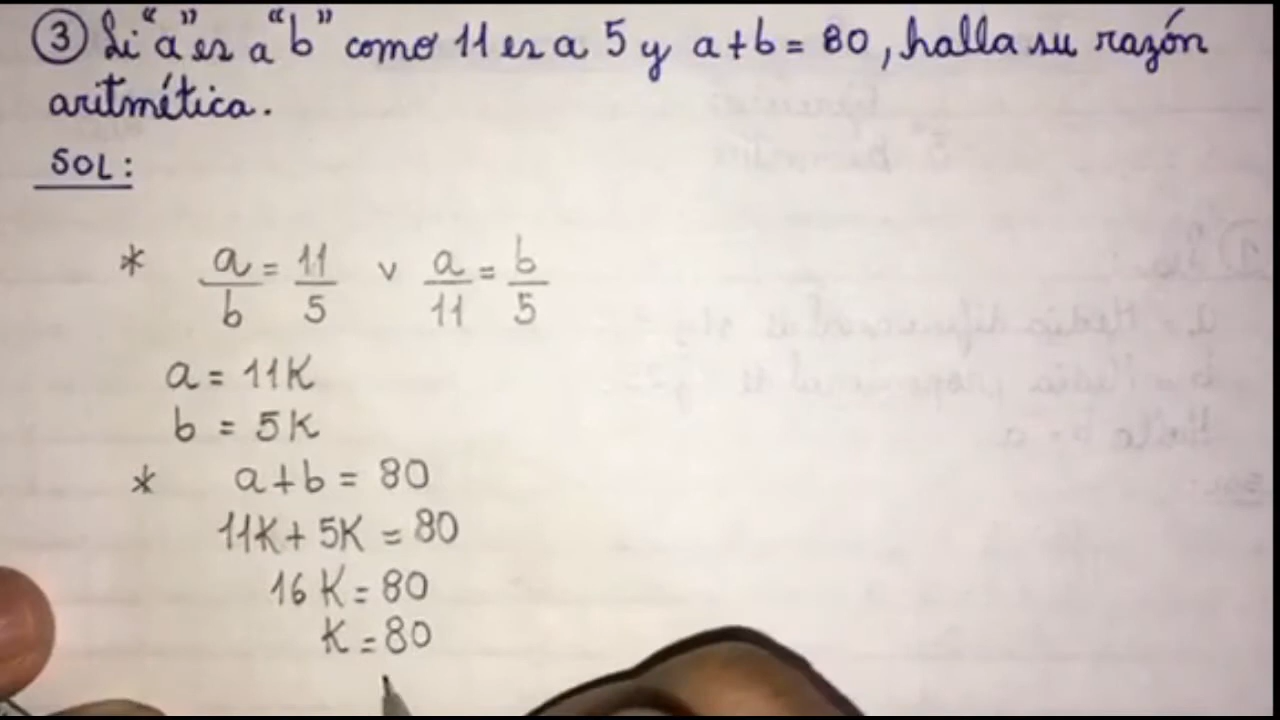 ③ Si "a" es a "b" como 11 es a 5 y a+b = 80, halla su razón
aritmética.
SOL:
* a/b = 11/5 v a/11 = b/5
a = 11K
b = 5K
* a+b = 80
11K + 5K = 80
16K = 80
K = 80